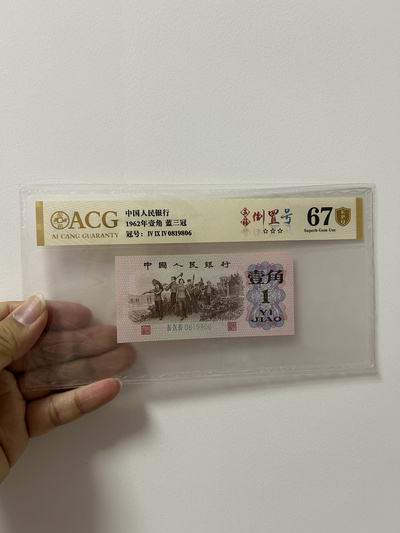 ACG
AI CANG GUARANTY
中国人民银行
1962年壹角 蓝三冠
冠号: IV IX IV 0819806
倒置号
☆☆☆
67
Superb Gem Unc
中國人民銀行
壹角
1
YI
JIAO
IV IX IV 0819806